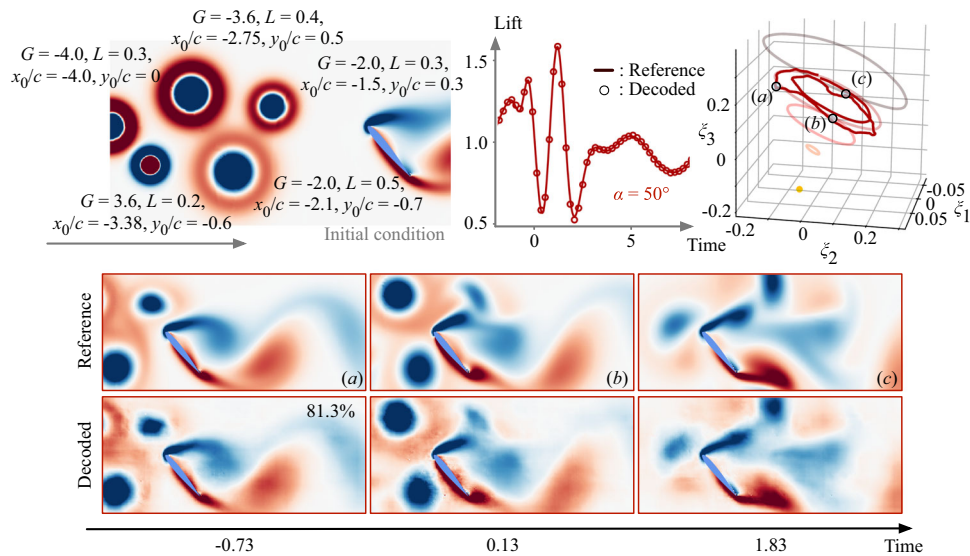 G = -3.6, L = 0.4,
x₀/c = -2.75, y₀/c = 0.5
G = -4.0, L = 0.3,
x₀/c = -4.0, y₀/c = 0
G = -2.0, L = 0.3,
x₀/c = -1.5, y₀/c = 0.3
G = 3.6, L = 0.2,
x₀/c = -3.38, y₀/c = -0.6
G = -2.0, L = 0.5,
x₀/c = -2.1, y₀/c = -0.7
Initial condition
Lift
1.5
1.0
0.5
0
5
Time
: Reference
: Decoded
α = 50°
(a)
(b)
(c)
ξ₃
0.2
0
-0.2
-0.2
0
0.2
ξ₂
-0.05
0
0.05
ξ₁
Reference
(a)
(b)
(c)
Decoded
81.3%
-0.73
0.13
1.83
Time